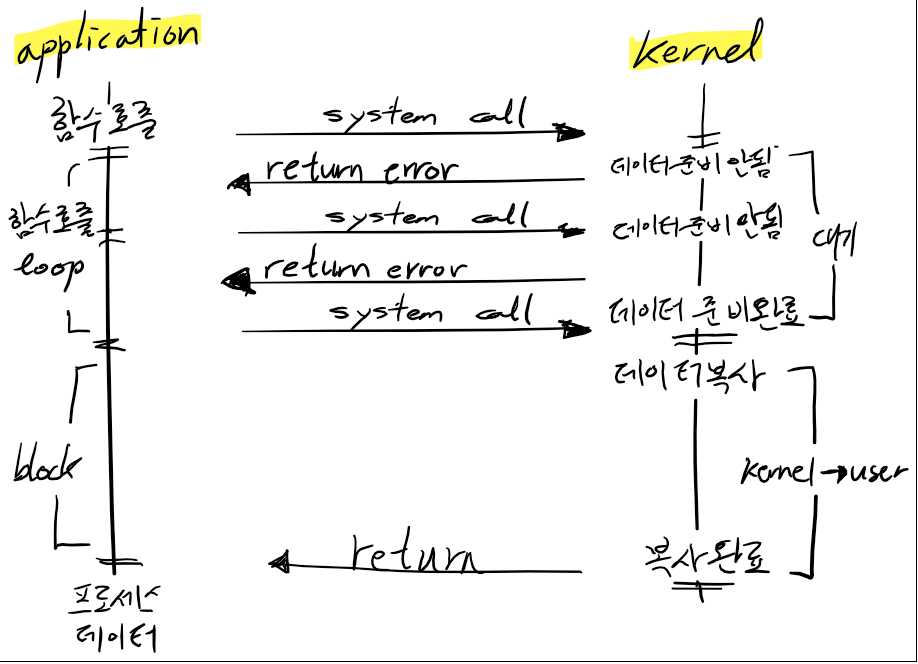 application
kernel
함수호출
system call
return error
데이터준비안됨
system call
함수호출
데이터준비안됨
대기
loop
return error
system call
데이터 준비완료
데이터복사
block
kernel→user
return
복사완료
프로세스
데이터